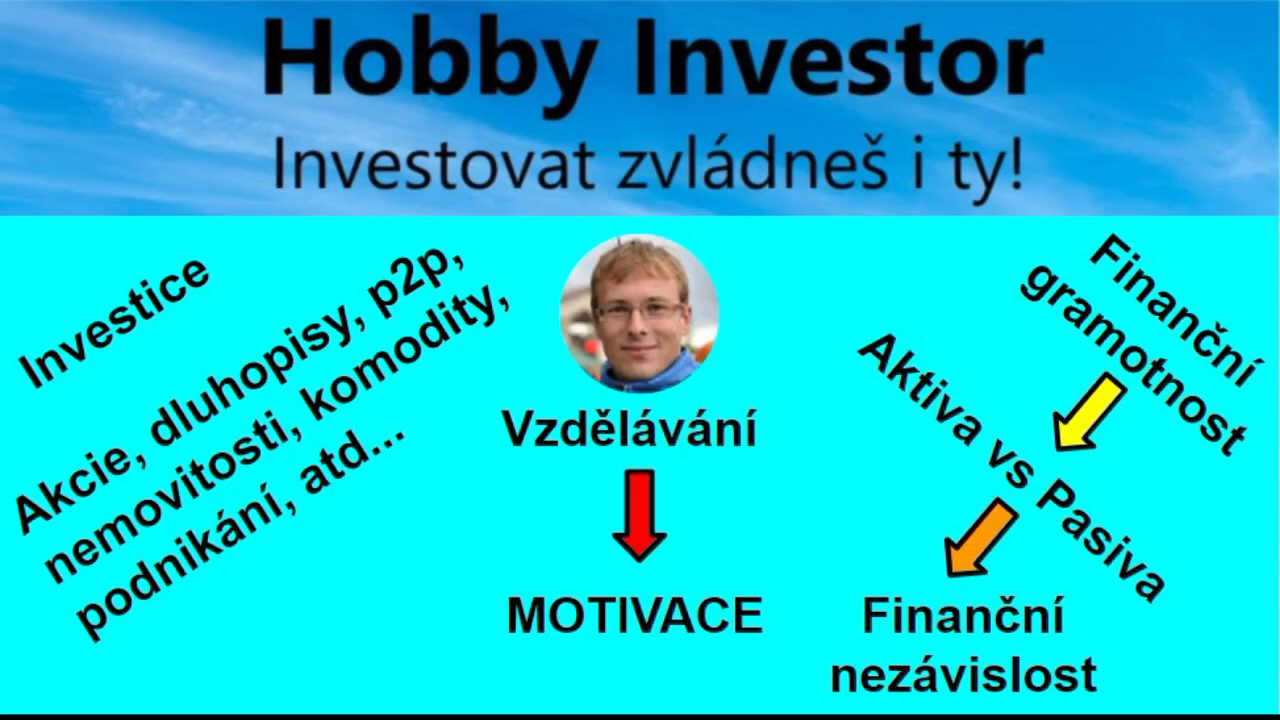 Hobby Investor
Investovat zvládneš i ty!
Investice
Akcie, dluhopisy, p2p,
nemovitosti, komodity,
podnikání, atd...
Vzdělávání
MOTIVACE
Finanční
gramotnost
Aktiva vs Pasiva
Finanční
nezávislost